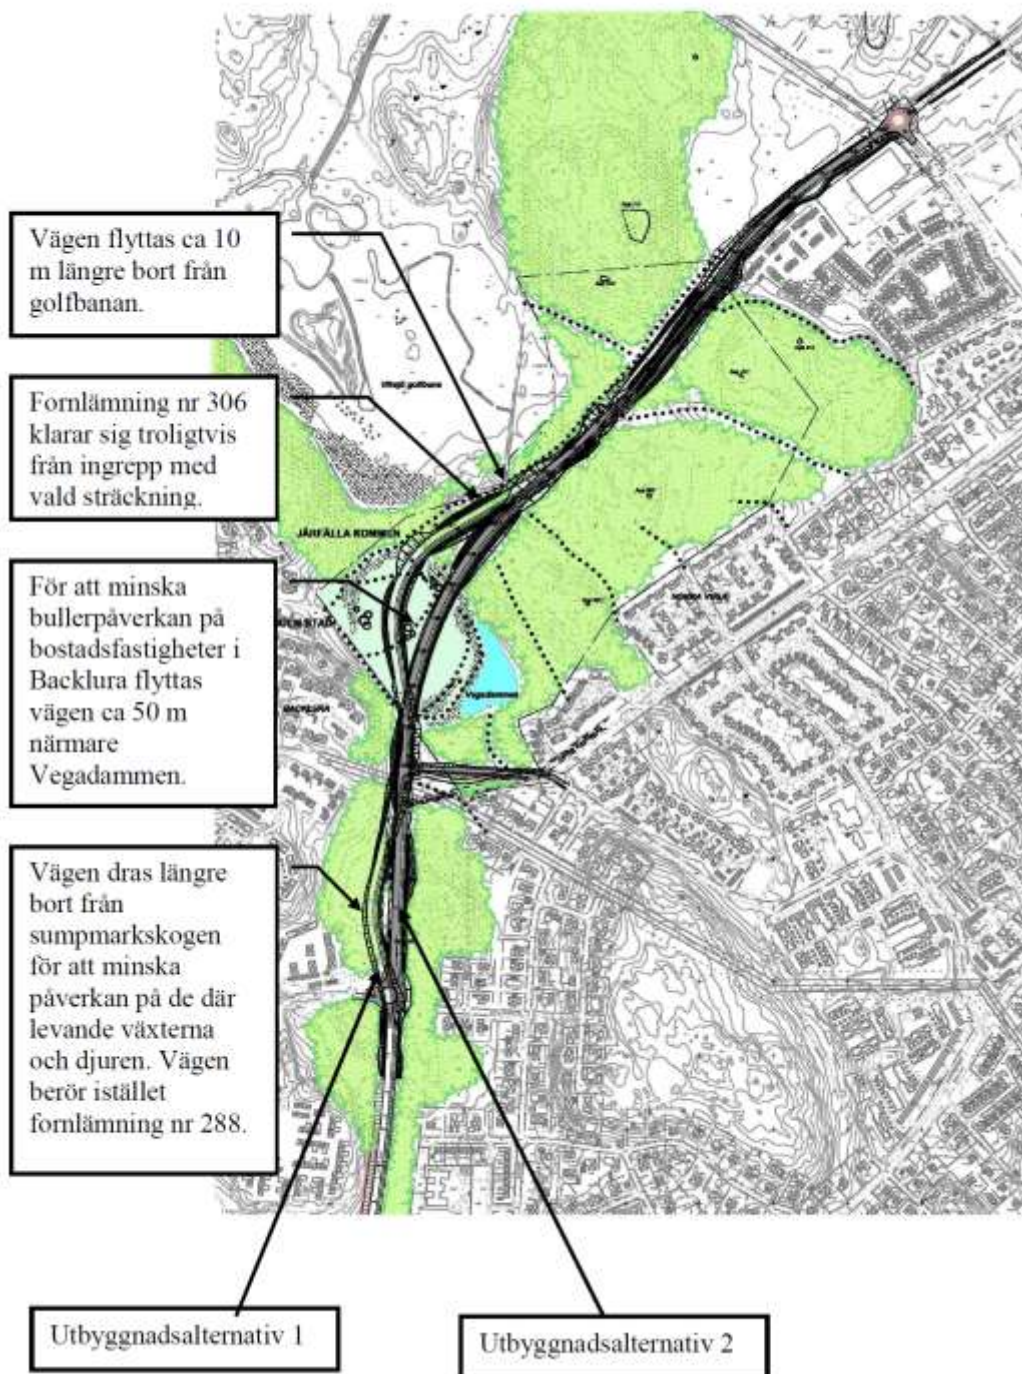 Vägen flyttas ca 10
m längre bort från
golfbanan.
Fornlämning nr 306
klarar sig troligtvis
från ingrepp med
vald sträckning.
För att minska
bullerpåverkan på
bostadsfastigheter i
Backlura flyttas
vägen ca 50 m
närmare
Vegadammen.
Vägen dras längre
bort från
sumpmarkskogen
för att minska
påverkan på de där
levande växterna
och djuren. Vägen
berör istället
fornlämning nr 288.
golfbana
JÄRFÄLLA KOMMUN
BACKLURA
Vegadammen
Utbyggnadsalternativ 1
Utbyggnadsalternativ 2